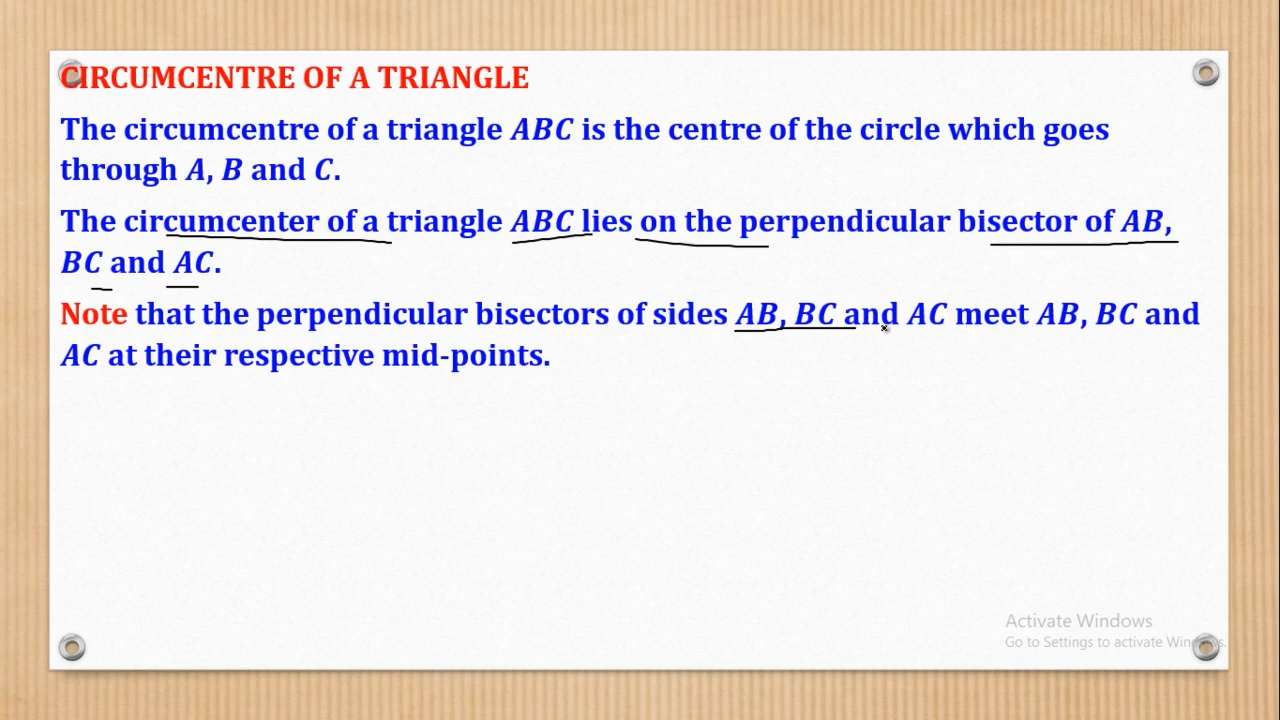 CIRCUMCENTRE OF A TRIANGLE
The circumcentre of a triangle ABC is the centre of the circle which goes
through A, B and C.
The circumcenter of a triangle ABC lies on the perpendicular bisector of AB,
BC and AC.
Note that the perpendicular bisectors of sides AB, BC and AC meet AB, BC and
AC at their respective mid-points.
Activate Windows
Go to Settings to activate Windows.